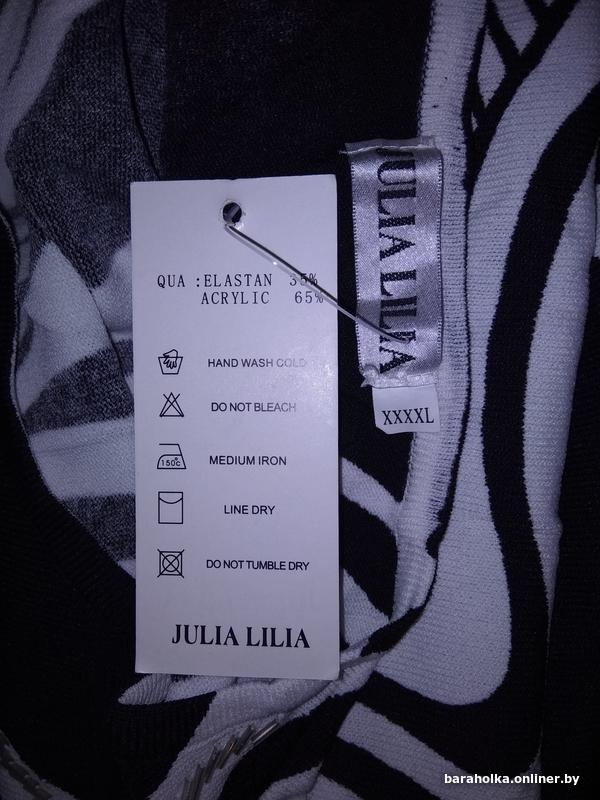 QUA :ELASTAN 35%
ACRYLIC 65%
HAND WASH COLD
DO NOT BLEACH
150c
MEDIUM IRON
LINE DRY
DO NOT TUMBLE DRY
JULIA LILIA
JULIA LILIA
XXXXL
baraholka.onliner.by